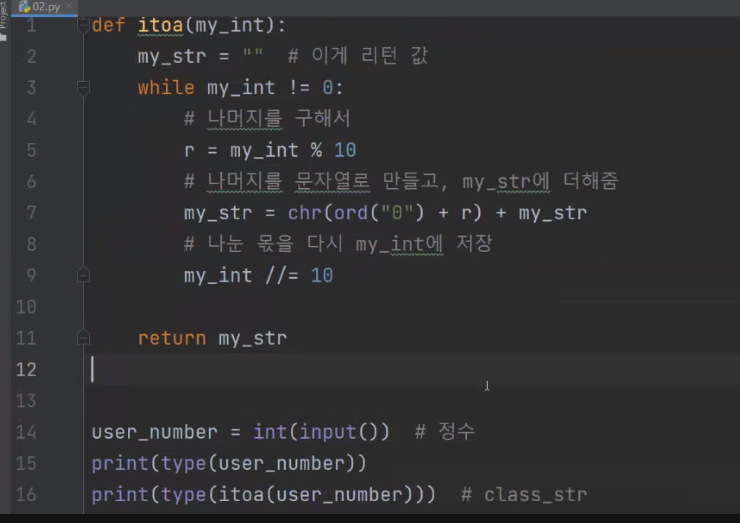 Project
02.py
1 def itoa(my_int):
2 my_str = "" # 이게 리턴 값
3 while my_int != 0:
4 # 나머지를 구해서
5 r = my_int % 10
6 # 나머지를 문자열로 만들고, my_str에 더해줌
7 my_str = chr(ord("0") + r) + my_str
8 # 나눈 몫을 다시 my_int에 저장
9 my_int //= 10
10
11 return my_str
12
13
14 user_number = int(input()) # 정수
15 print(type(user_number))
16 print(type(itoa(user_number))) # class_str